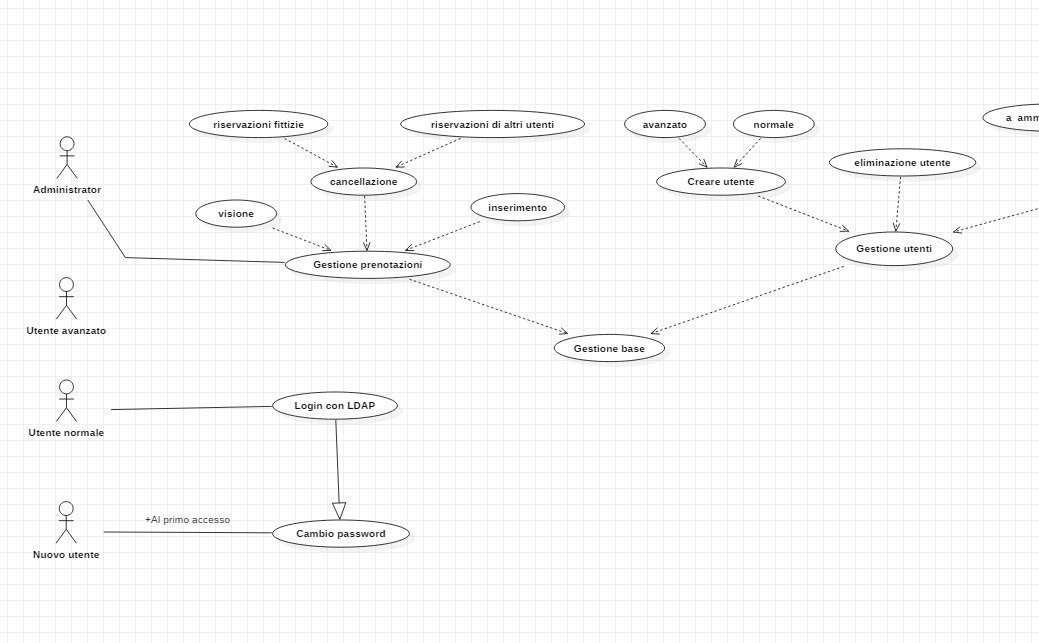 riservazioni fittizie
riservazioni di altri utenti
avanzato
normale
a amm
Administrator
cancellazione
Creare utente
eliminazione utente
visione
inserimento
Gestione prenotazioni
Gestione utenti
Utente avanzato
Gestione base
Login con LDAP
Utente normale
+Al primo accesso
Cambio password
Nuovo utente